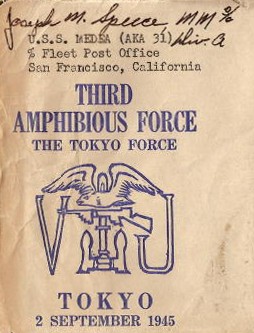 Joseph M. Spence MM 3/c
U.S.S. MEDEA (AKA 31) Div. A
% Fleet Post Office
San Francisco, California
THIRD
AMPHIBIOUS FORCE
THE TOKYO FORCE
V J
TOKYO
2 SEPTEMBER 1945